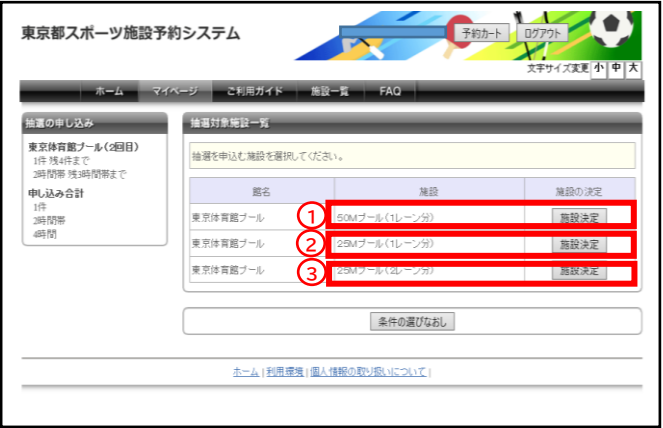 東京都スポーツ施設予約システム
予約カート ログアウト
文字サイズ変更 小 中 大
ホーム マイページ ご利用ガイド 施設一覧 FAQ
抽選の申し込み
東京体育館プール(2回目)
1件 残4件まで
2時間帯 残3時間帯まで
申し込み合計
1件
2時間帯
4時間
抽選対象施設一覧
抽選を申込む施設を選択してください。
館名 施設 施設の決定
東京体育館プール ① 50Mプール(1レーン分) 施設決定
東京体育館プール ② 25Mプール(1レーン分) 施設決定
東京体育館プール ③ 25Mプール(2レーン分) 施設決定
条件の選びなおし
ホーム | 利用環境 | 個人情報の取り扱いについて |